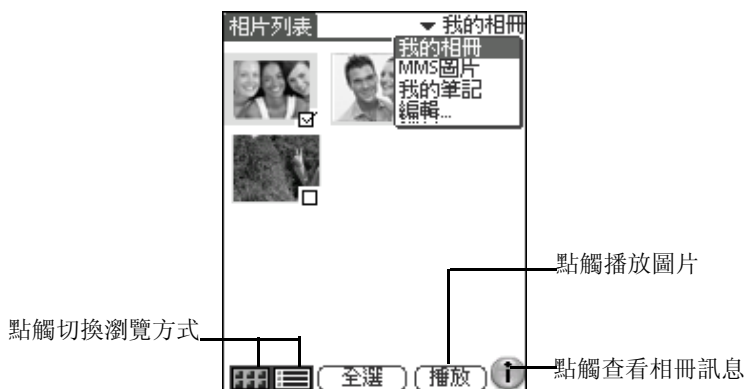 相片列表
我的相冊
我的相冊
MMS圖片
我的筆記
編輯...
點觸播放圖片
點觸切換瀏覽方式
全選
播放
點觸查看相冊訊息